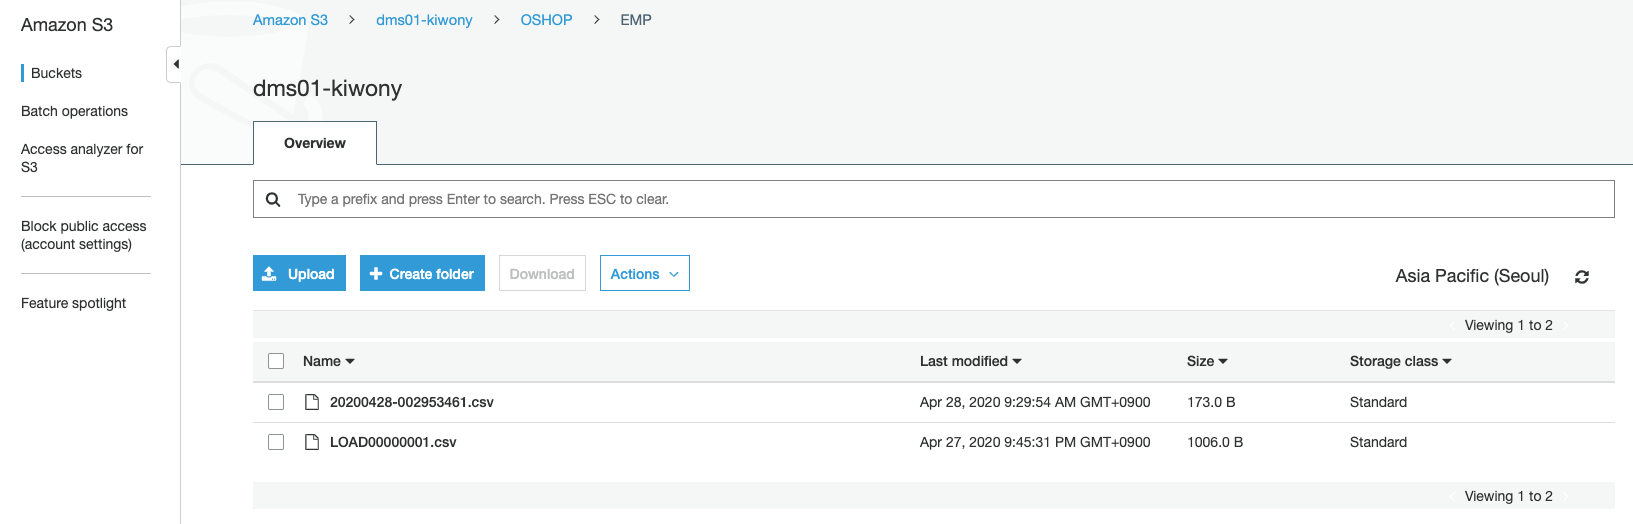 Amazon S3
Buckets
Batch operations
Access analyzer for
S3
Block public access
(account settings)
Feature spotlight
Amazon S3 > dms01-kiwony > OSHOP > EMP
dms01-kiwony
Overview
Type a prefix and press Enter to search. Press ESC to clear.
Upload + Create folder Download Actions Asia Pacific (Seoul)
Viewing 1 to 2
Name Last modified Size Storage class
20200428-002953461.csv Apr 28, 2020 9:29:54 AM GMT+0900 173.0 B Standard
LOAD00000001.csv Apr 27, 2020 9:45:31 PM GMT+0900 1006.0 B Standard
Viewing 1 to 2